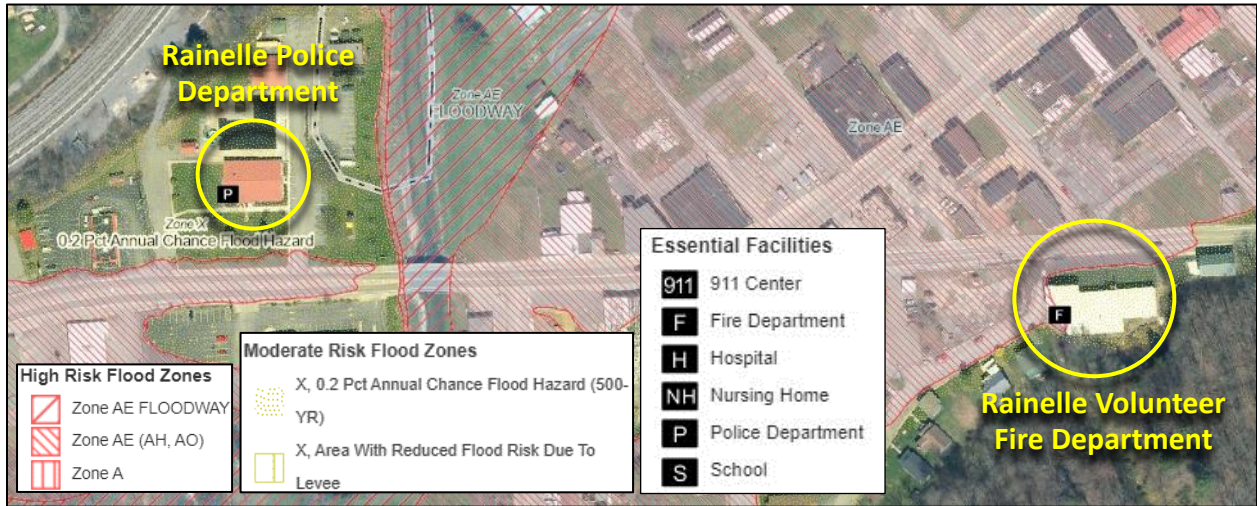 Rainelle Police
Department
P
Zone X
0.2 Pct Annual Chance Flood Hazard
Zone AE
FLOODWAY
Zone AE
F
Rainelle Volunteer
Fire Department
High Risk Flood Zones
Zone AE FLOODWAY
Zone AE (AH, AO)
Zone A
Moderate Risk Flood Zones
X, 0.2 Pct Annual Chance Flood Hazard (500-
YR)
X, Area With Reduced Flood Risk Due To
Levee
Essential Facilities
911 911 Center
F Fire Department
H Hospital
NH Nursing Home
P Police Department
S School